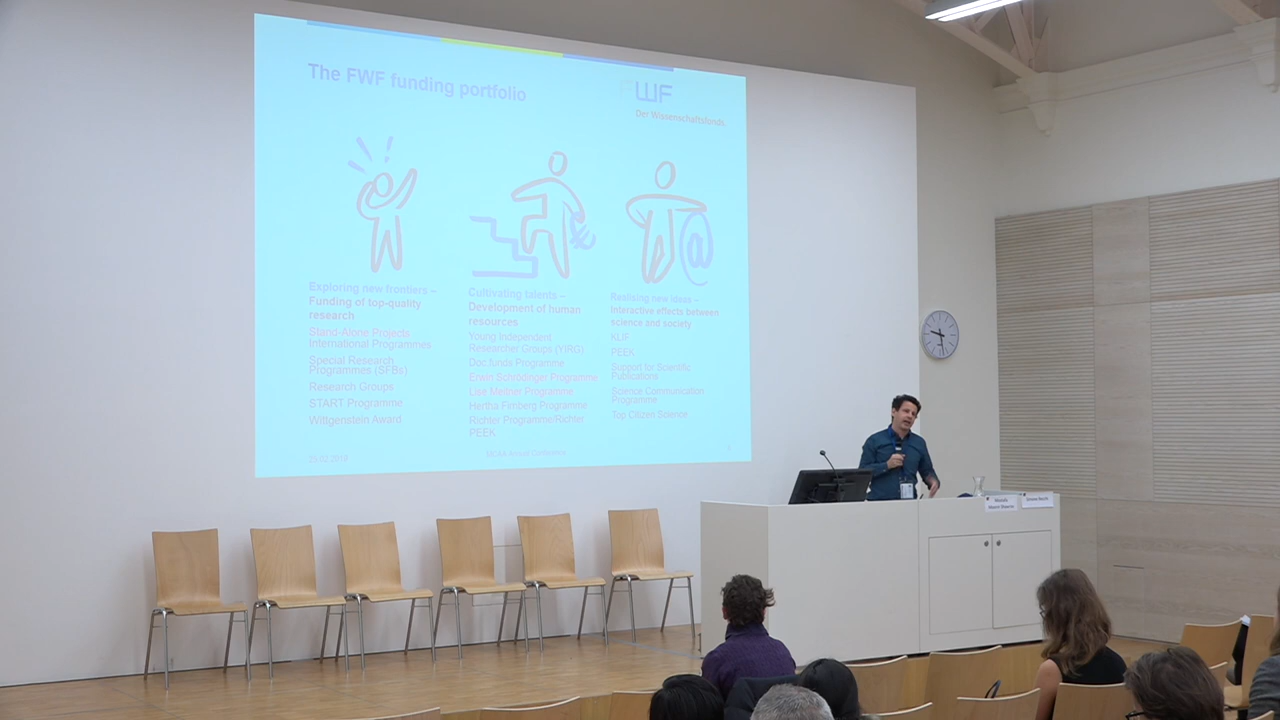 The FWF funding portfolio
FWF
Der Wissenschaftsfonds.
Exploring new frontiers –
Funding of top-quality
research
Stand-Alone Projects
International Programmes
Special Research
Programmes (SFBs)
Research Groups
START Programme
Wittgenstein Award
Cultivating talents –
Development of human
resources
Young Independent
Researcher Groups (YIRG)
Doc.funds Programme
Erwin Schrödinger Programme
Lise Meitner Programme
Hertha Firnberg Programme
Richter Programme/Richter
PEEK
Realising new ideas –
Interactive effects between
science and society
KLIF
PEEK
Support for Scientific
Publications
Science Communication
Programme
Top Citizen Science
@
MCAA Annual Conference